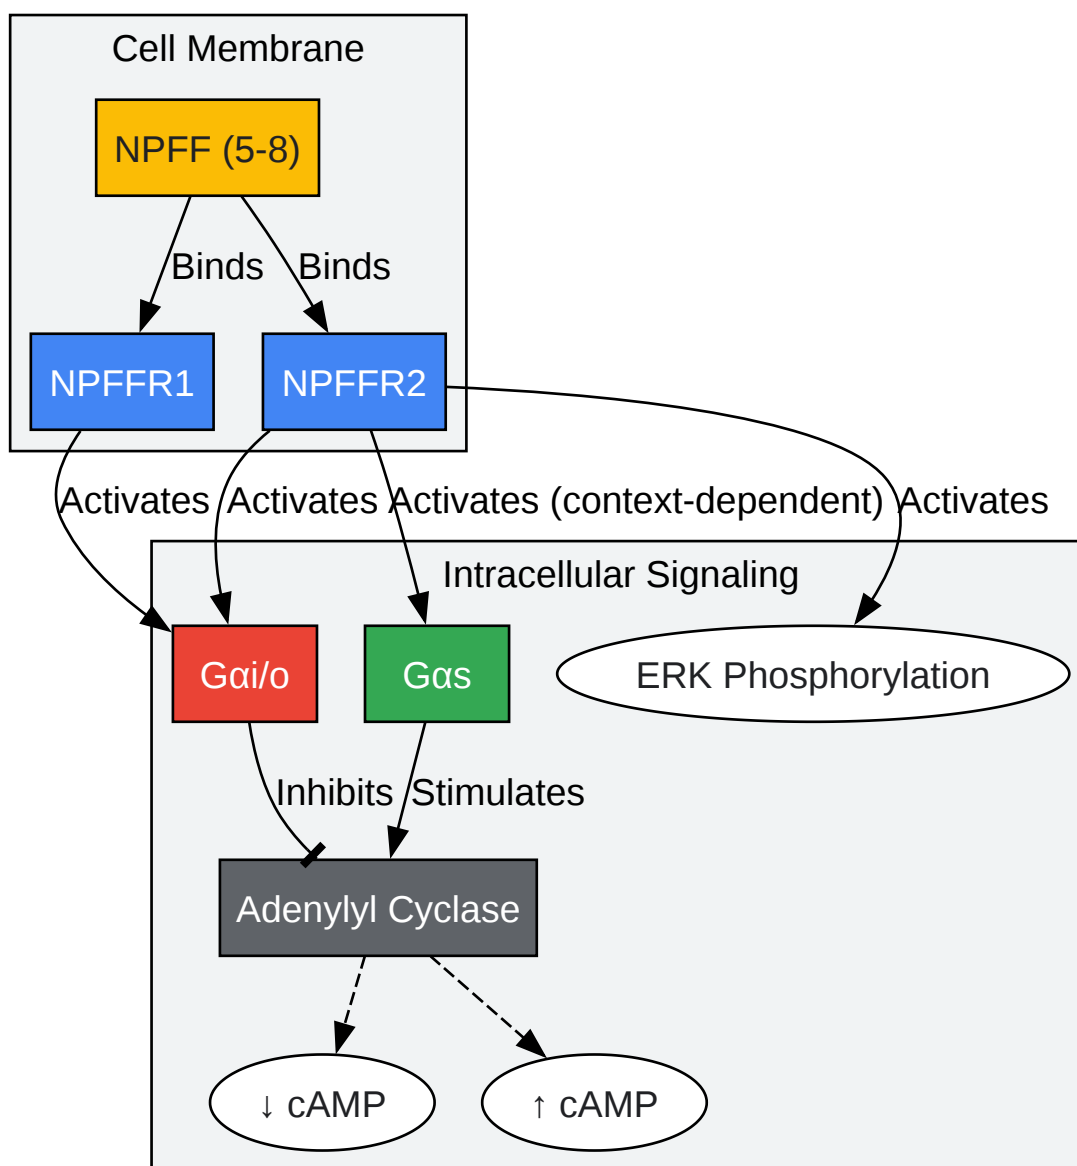 Cell Membrane
NPFF (5-8)
Binds
Binds
NPFFR1
NPFFR2
Activates
Activates
Activates (context-dependent)
Activates
Intracellular Signaling
Gαi/o
Gαs
ERK Phosphorylation
Inhibits
Stimulates
Adenylyl Cyclase
↓ cAMP
↑ cAMP